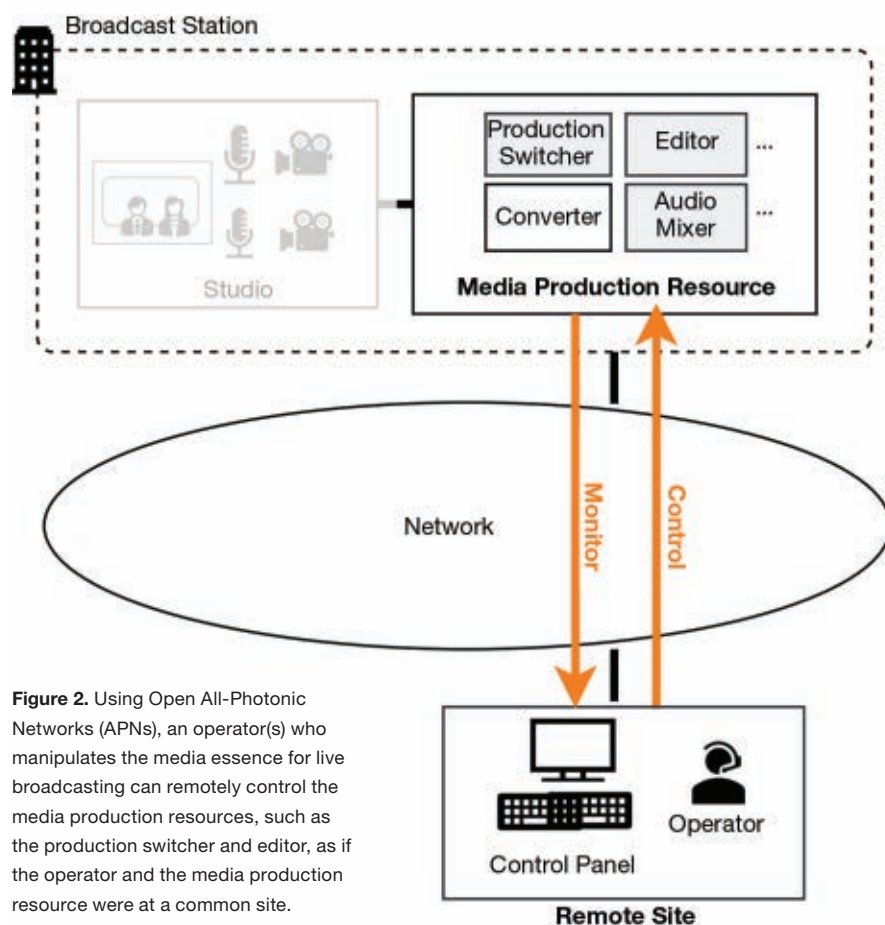 Broadcast Station
Production
Switcher
Editor
...
Converter
Audio
Mixer
...
Studio
Media Production Resource
Monitor
Control
Network
Figure 2. Using Open All-Photonic
Networks (APNs), an operator(s) who
manipulates the media essence for live
broadcasting can remotely control the
media production resources, such as
the production switcher and editor, as if
the operator and the media production
resource were at a common site.
Control Panel
Operator
Remote Site